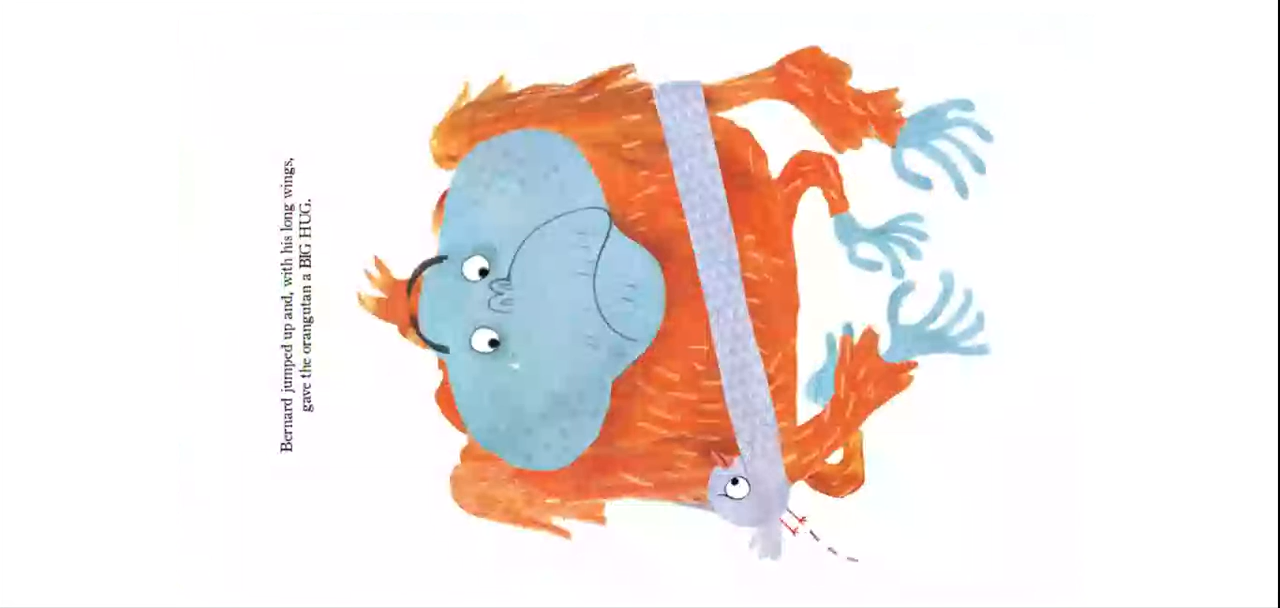 Bernard jumped up and, with his long wings,
gave the orangutan a BIG HUG.